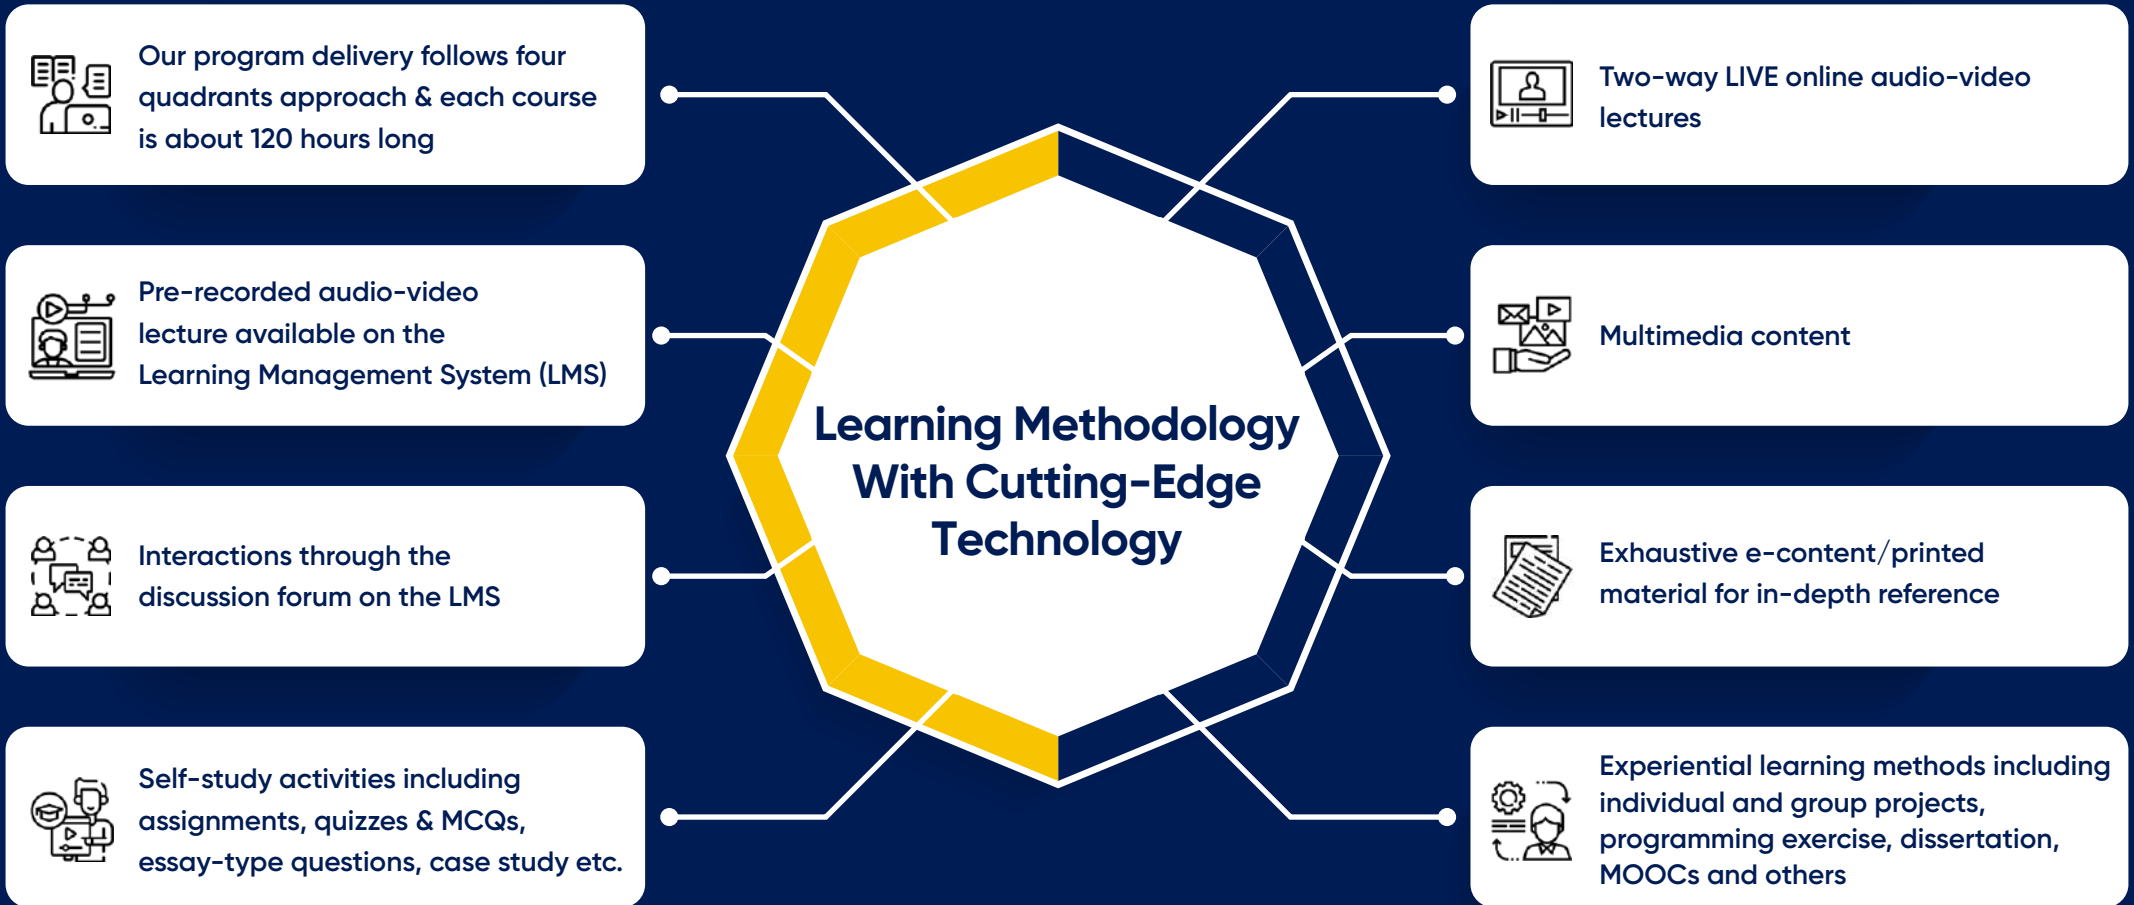 Our program delivery follows four
quadrants approach & each course
is about 120 hours long
Pre-recorded audio-video
lecture available on the
Learning Management System (LMS)
Interactions through the
discussion forum on the LMS
Self-study activities including
assignments, quizzes & MCQs,
essay-type questions, case study etc.
Learning Methodology
With Cutting-Edge
Technology
Two-way LIVE online audio-video
lectures
Multimedia content
Exhaustive e-content/printed
material for in-depth reference
Experiential learning methods including
individual and group projects,
programming exercise, dissertation,
MOOCs and others